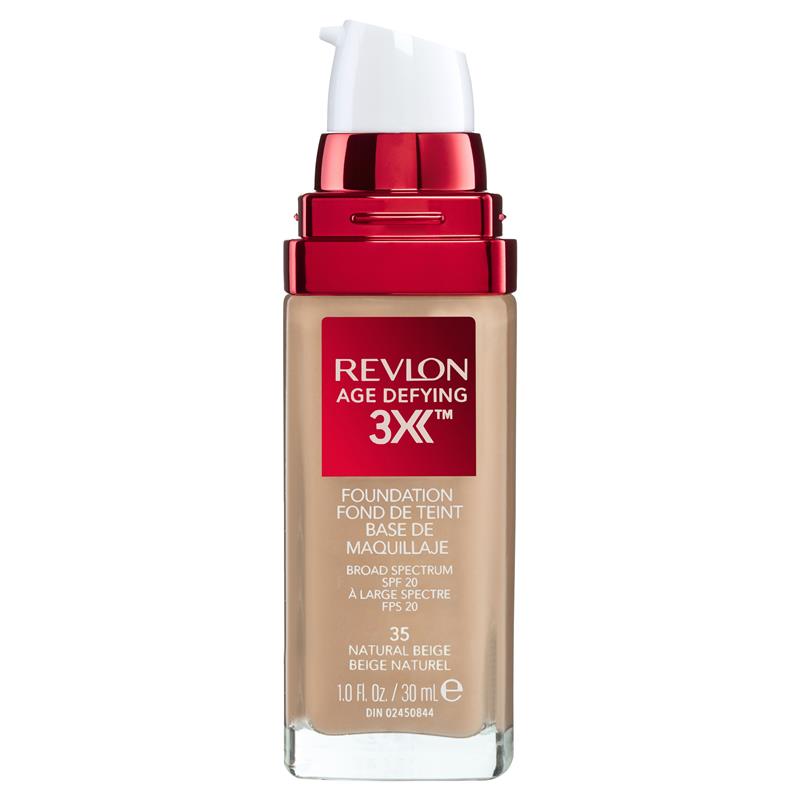 REVLON
AGE DEFYING
3X™
FOUNDATION
FOND DE TEINT
BASE DE
MAQUILLAJE
BROAD SPECTRUM
SPF 20
À LARGE SPECTRE
FPS 20
35
NATURAL BEIGE
BEIGE NATUREL
1.0 Fl. Oz. / 30 mL ℮
DIN 02450844